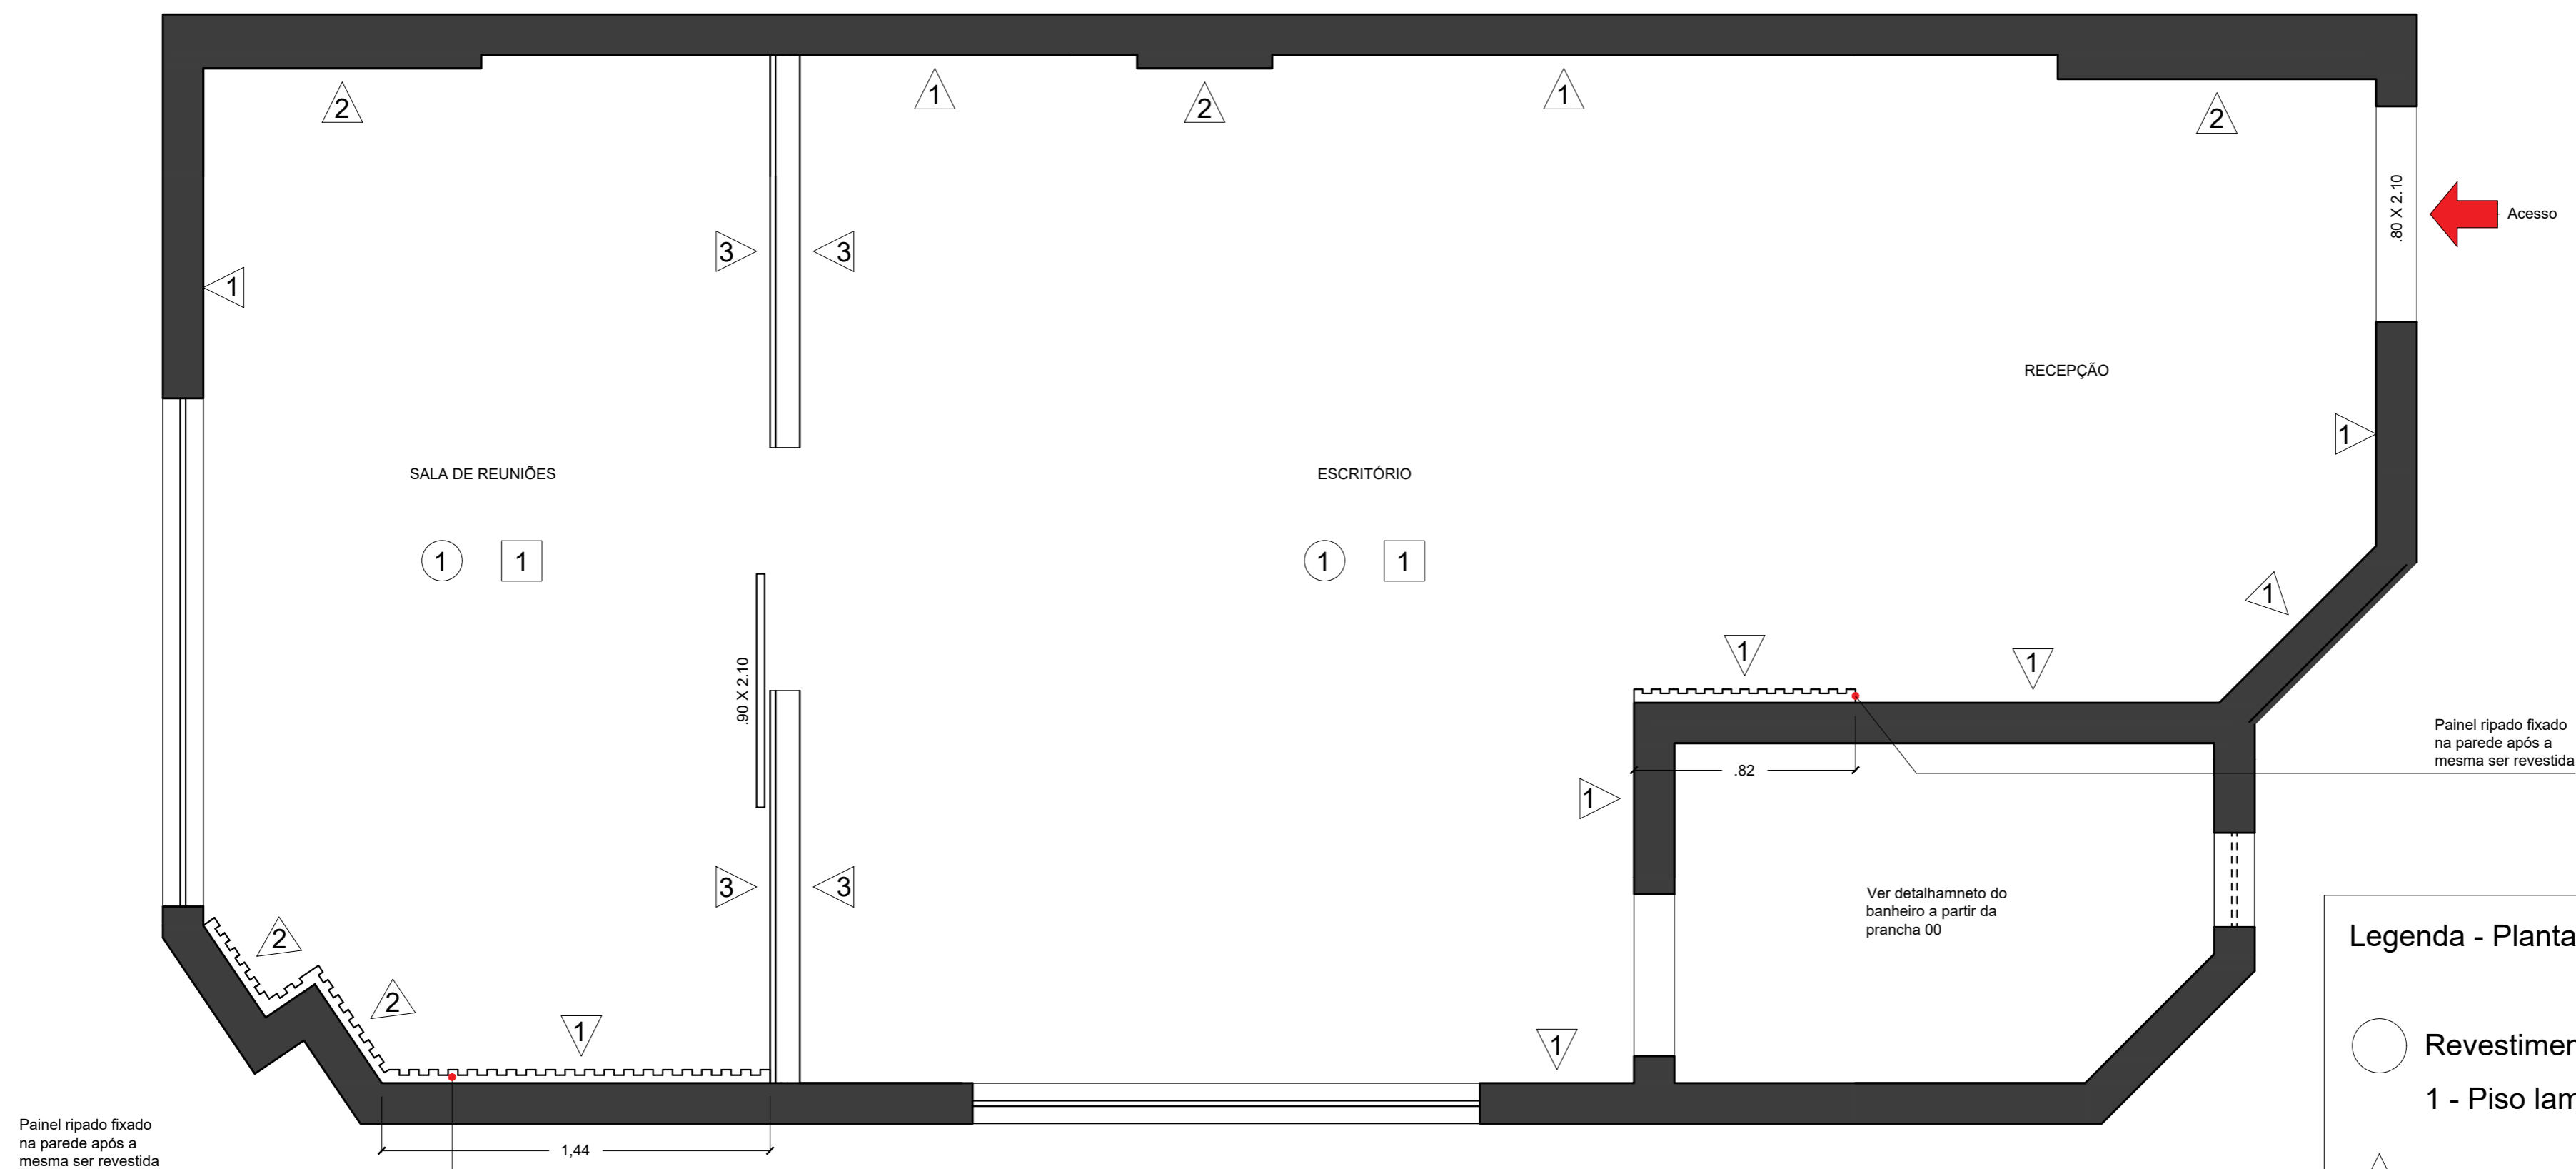 2
1
2
1
2
.80 X 2.10
Acesso
3
3
1
RECEPÇÃO
1
SALA DE REUNIÕES
ESCRITÓRIO
1
1
1
1
1
.90 X 2.10
1
1
Painel ripado fixado
na parede após a
mesma ser revestida
.82
1
3
3
Ver detalhamneto do
banheiro a partir da
prancha 00
2
2
1
1
Legenda - Planta
Revestimen
1 - Piso lam
Painel ripado fixado
na parede após a
mesma ser revestida
1,44